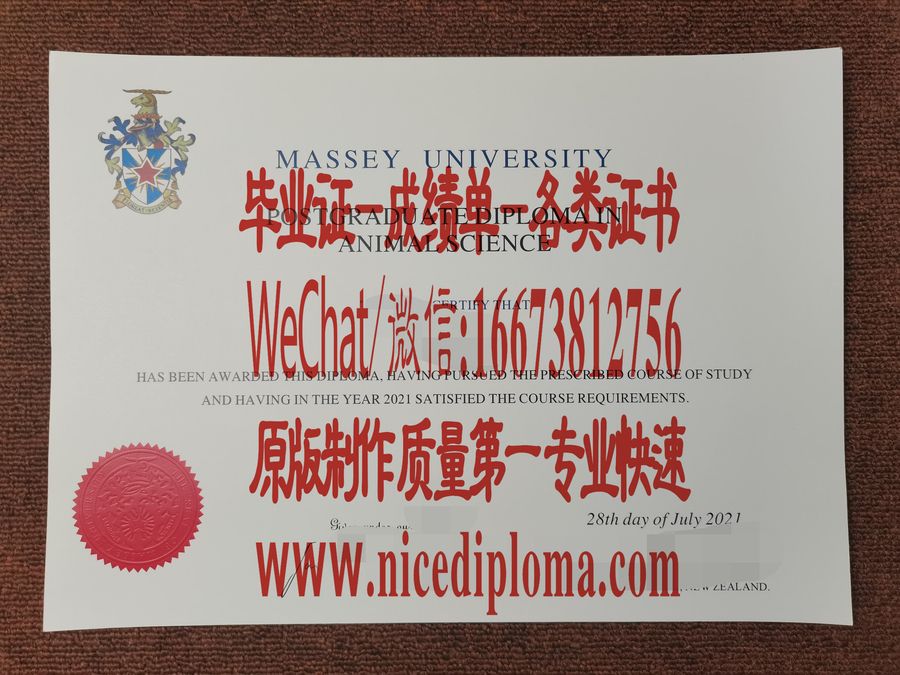 MASSEY UNIVERSITY
毕业证—成绩单—各类证书
POSTGRADUATE DIPLOMA IN
ANIMAL SCIENCE
CERTIFY THAT
WeChat/微信:16673812756
HAS BEEN AWARDED THIS DIPLOMA, HAVING PURSUED THE PRESCRIBED COURSE OF STUDY
AND HAVING IN THE YEAR 2021 SATISFIED THE COURSE REQUIREMENTS.
原版制作质量第一专业快速
28th day of July 2021
www.nicediploma.com
NEW ZEALAND.